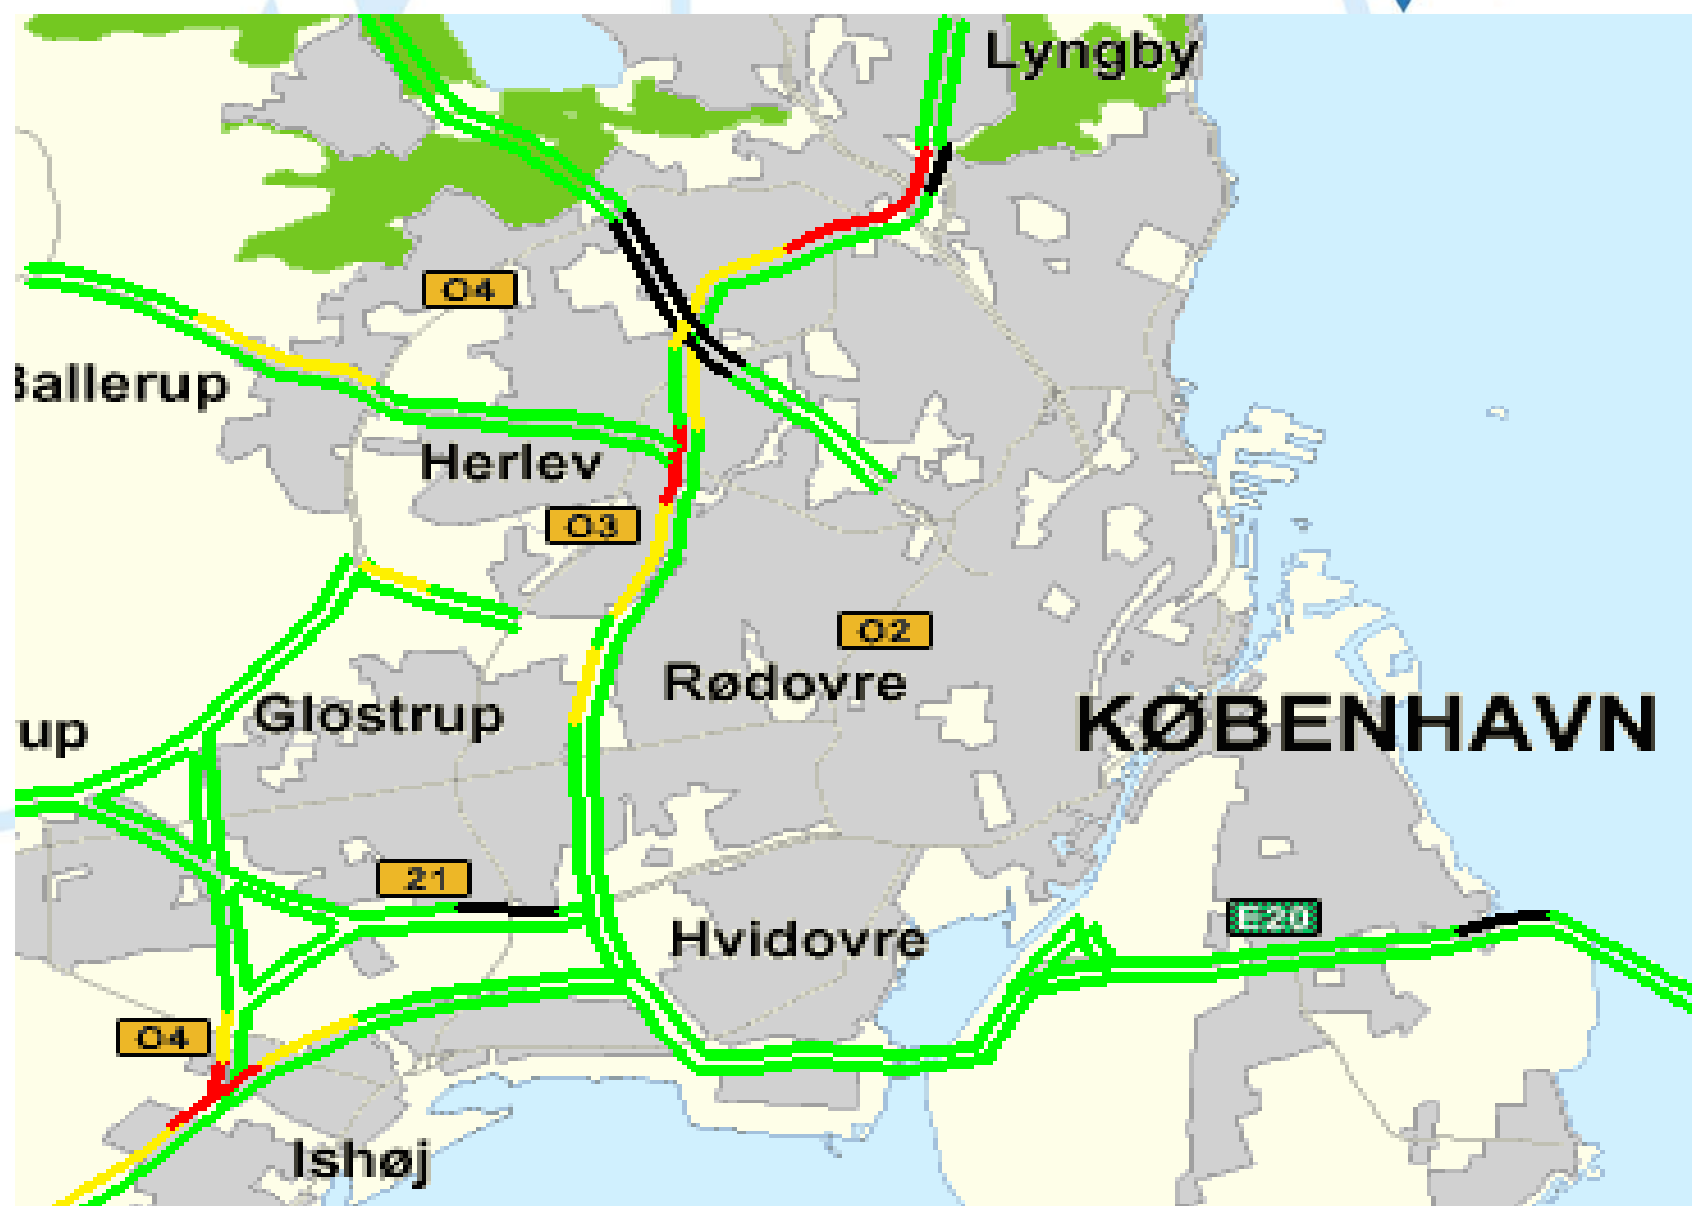 Lyngby
O4
Ballerup
Herlev
O3
O2
Rødovre
Glostrup
up
KØBENHAVN
21
E20
Hvidovre
O4
Ishøj